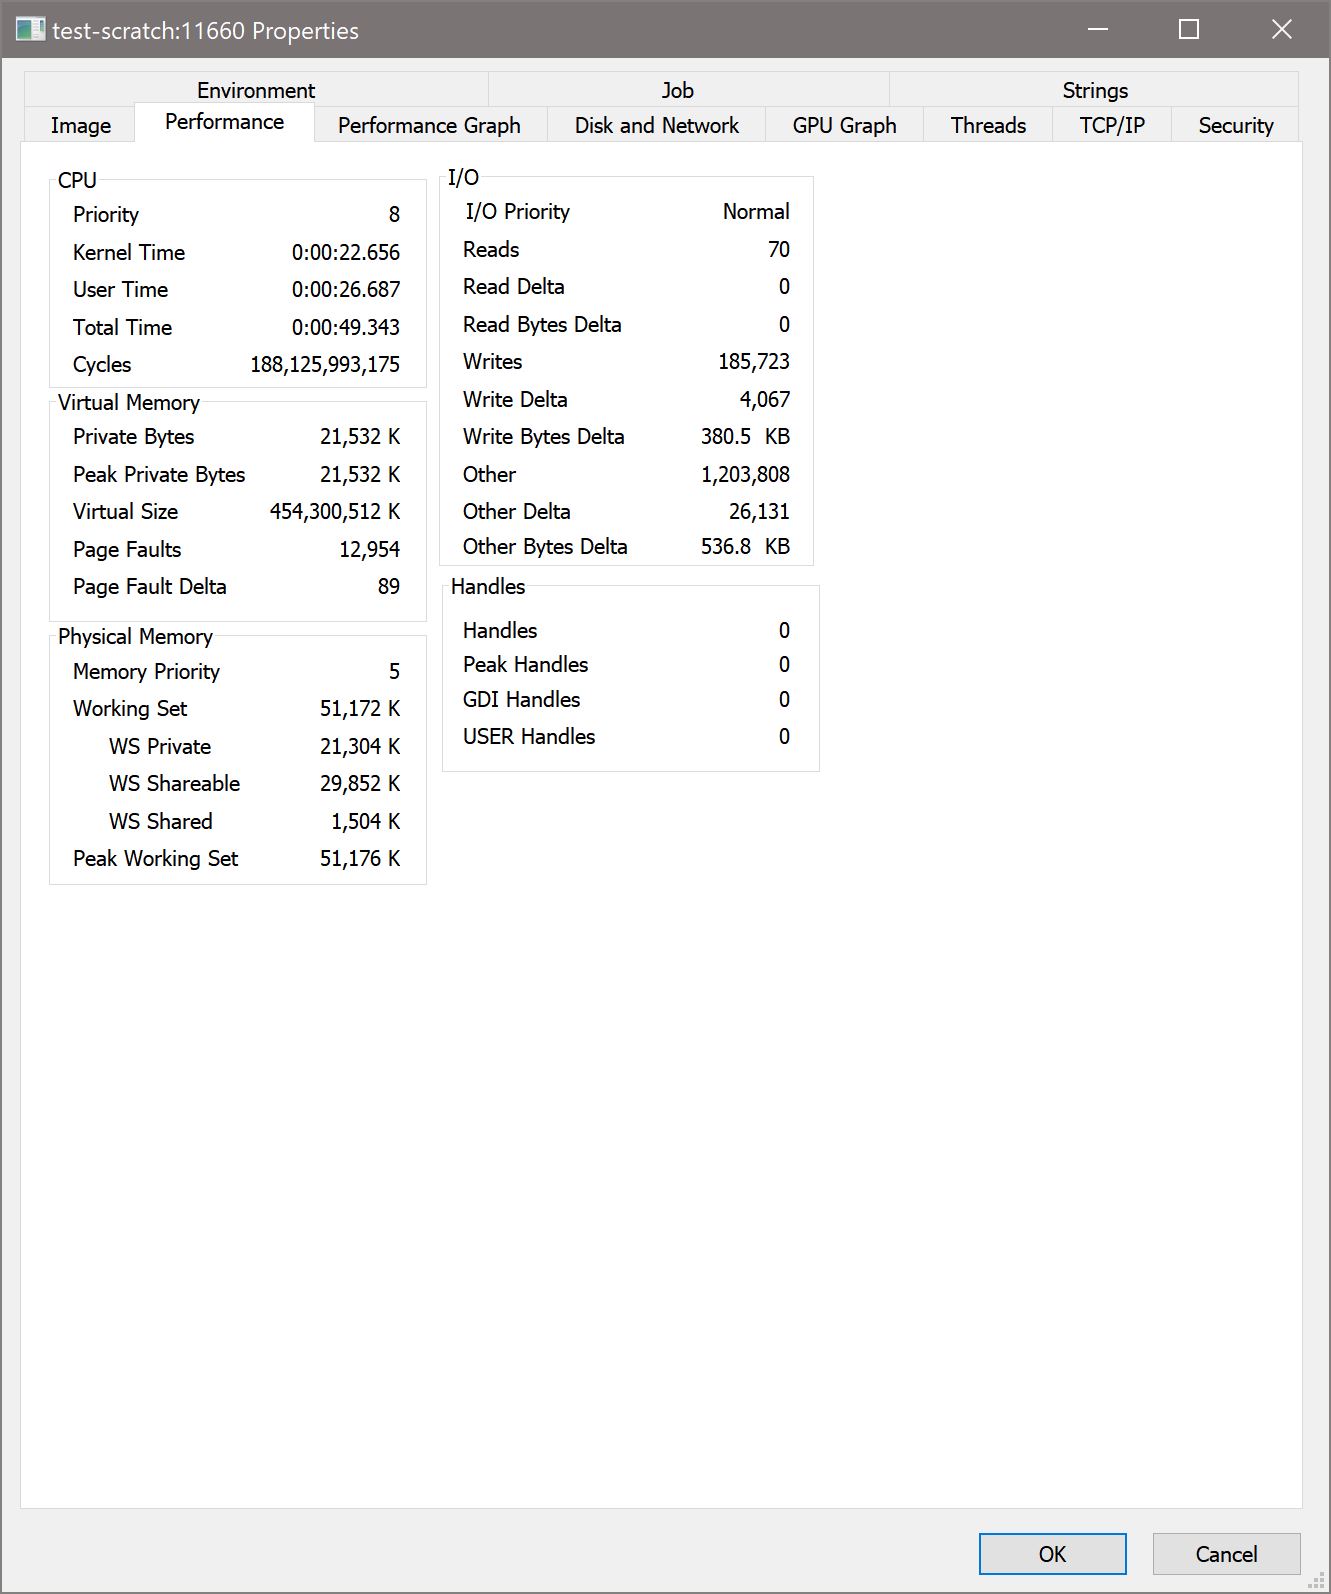 test-scratch:11660 Properties
Environment Job Strings
Image Performance Performance Graph Disk and Network GPU Graph Threads TCP/IP Security
CPU
Priority 8
Kernel Time 0:00:22.656
User Time 0:00:26.687
Total Time 0:00:49.343
Cycles 188,125,993,175
Virtual Memory
Private Bytes 21,532 K
Peak Private Bytes 21,532 K
Virtual Size 454,300,512 K
Page Faults 12,954
Page Fault Delta 89
Physical Memory
Memory Priority 5
Working Set 51,172 K
WS Private 21,304 K
WS Shareable 29,852 K
WS Shared 1,504 K
Peak Working Set 51,176 K
I/O
I/O Priority Normal
Reads 70
Read Delta 0
Read Bytes Delta 0
Writes 185,723
Write Delta 4,067
Write Bytes Delta 380.5 KB
Other 1,203,808
Other Delta 26,131
Other Bytes Delta 536.8 KB
Handles
Handles 0
Peak Handles 0
GDI Handles 0
USER Handles 0
OK Cancel